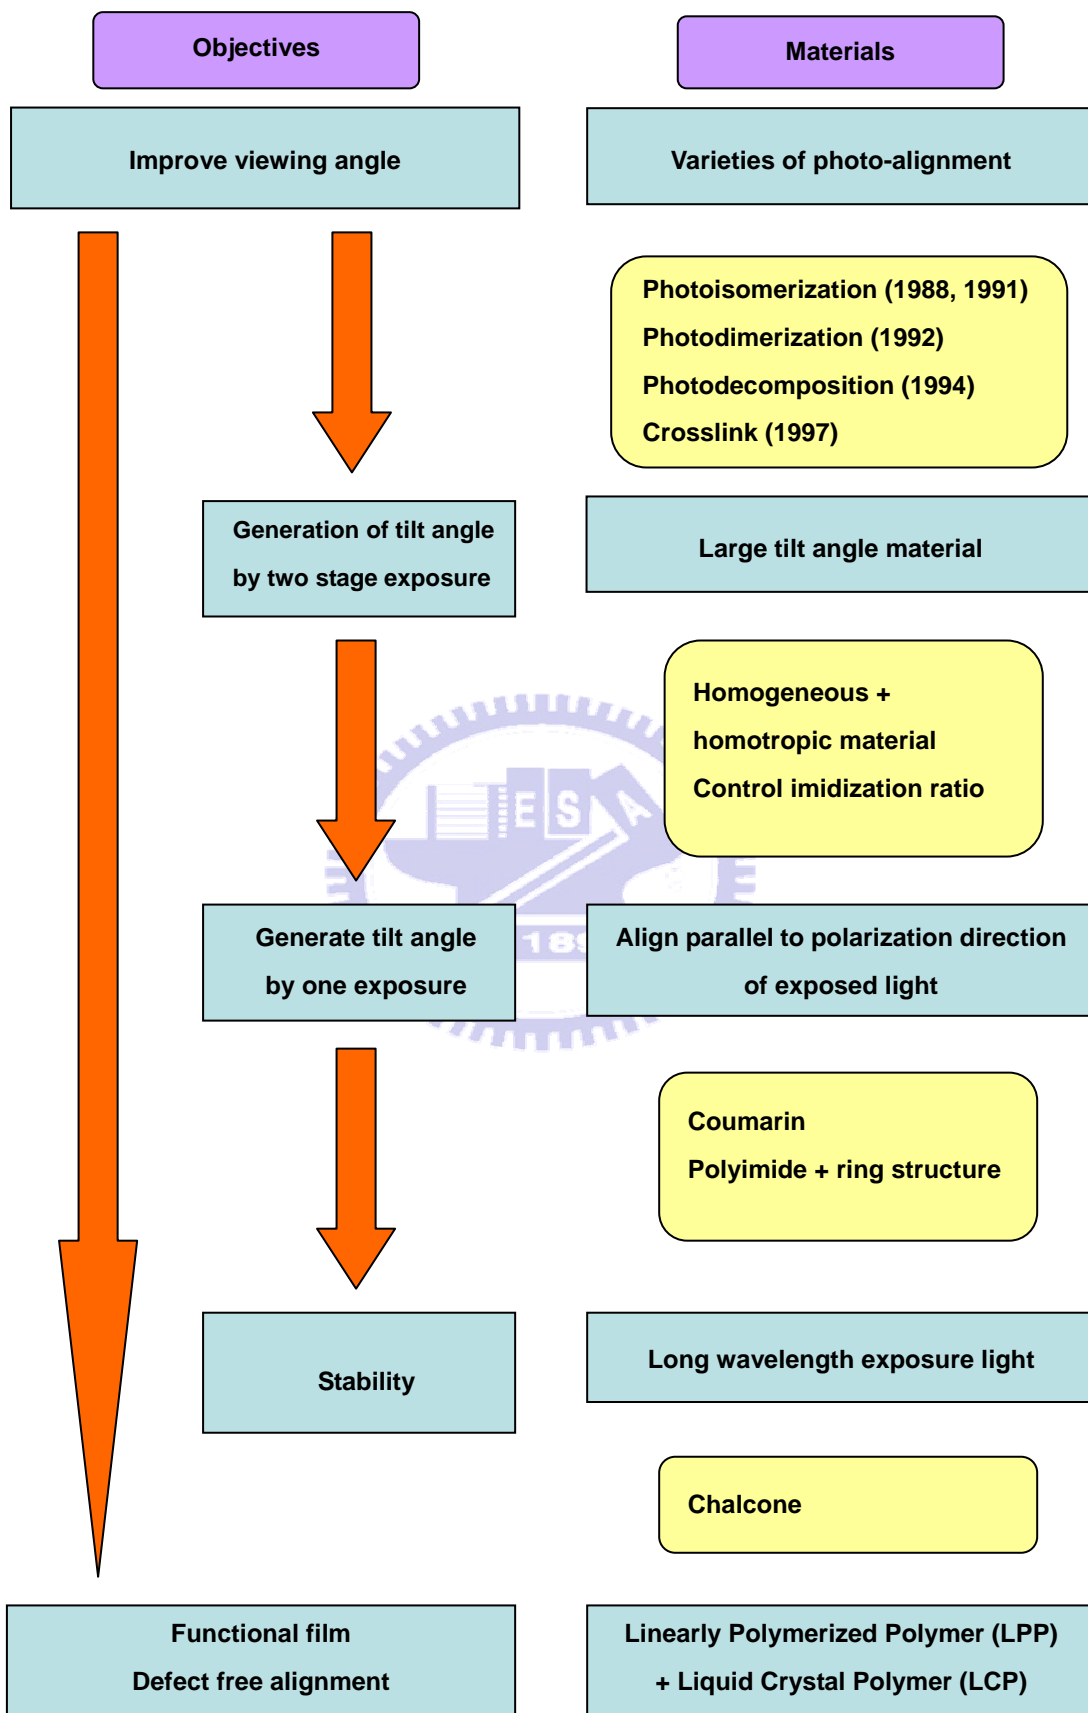 Objectives
Materials
Improve viewing angle
Varieties of photo-alignment
Photoisomerization (1988, 1991)
Photodimerization (1992)
Photodecomposition (1994)
Crosslink (1997)
Generation of tilt angle
by two stage exposure
Large tilt angle material
Homogeneous +
homotropic material
Control imidization ratio
E S A
Generate tilt angle
by one exposure
189
Align parallel to polarization direction
of exposed light
Coumarin
Polyimide + ring structure
Stability
Long wavelength exposure light
Chalcone
Functional film
Defect free alignment
Linearly Polymerized Polymer (LPP)
+ Liquid Crystal Polymer (LCP)